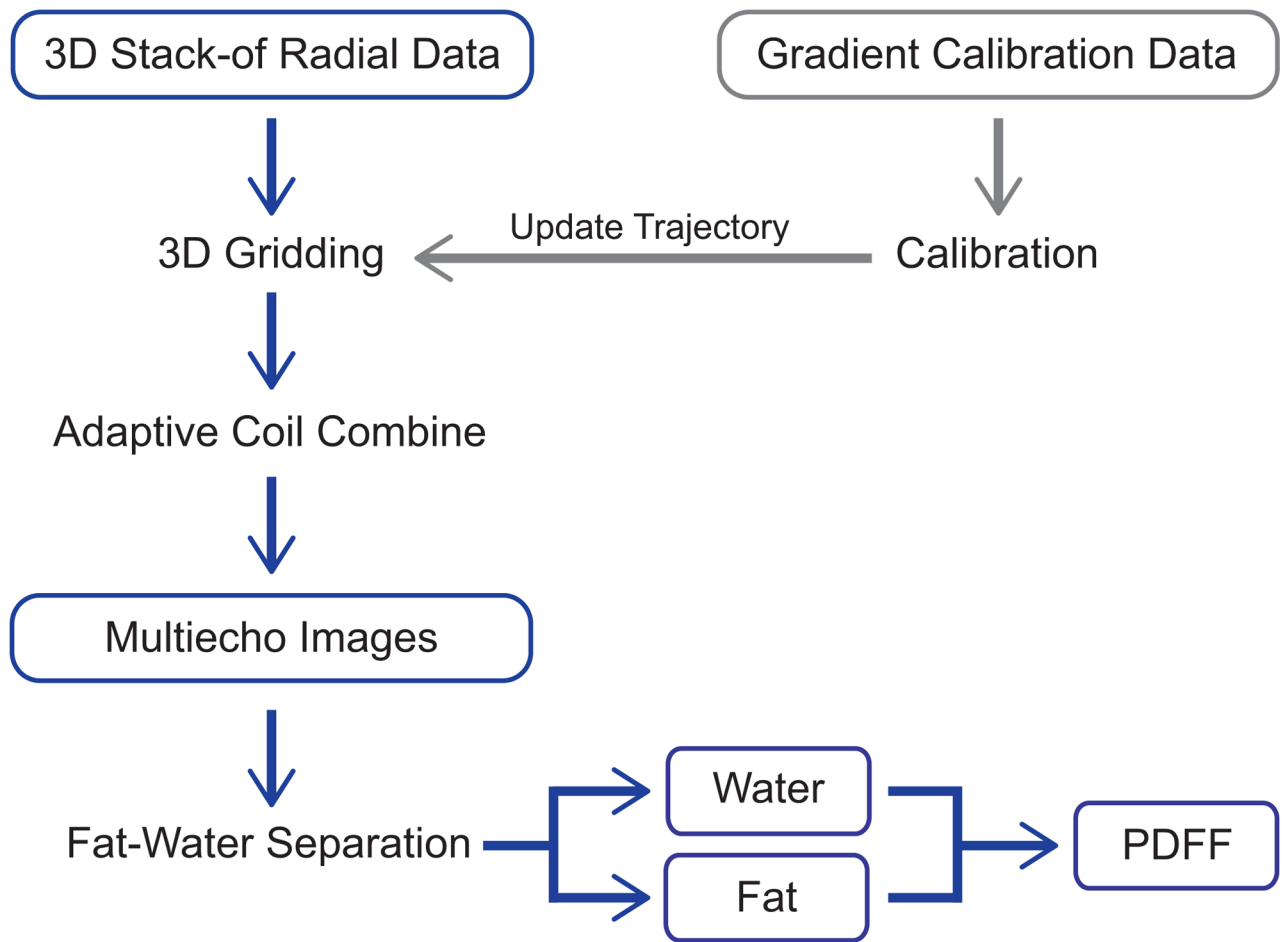 3D Stack-of Radial Data
Gradient Calibration Data
Update Trajectory
3D Gridding
Calibration
Adaptive Coil Combine
Multiecho Images
Water
Fat-Water Separation
PDFF
Fat